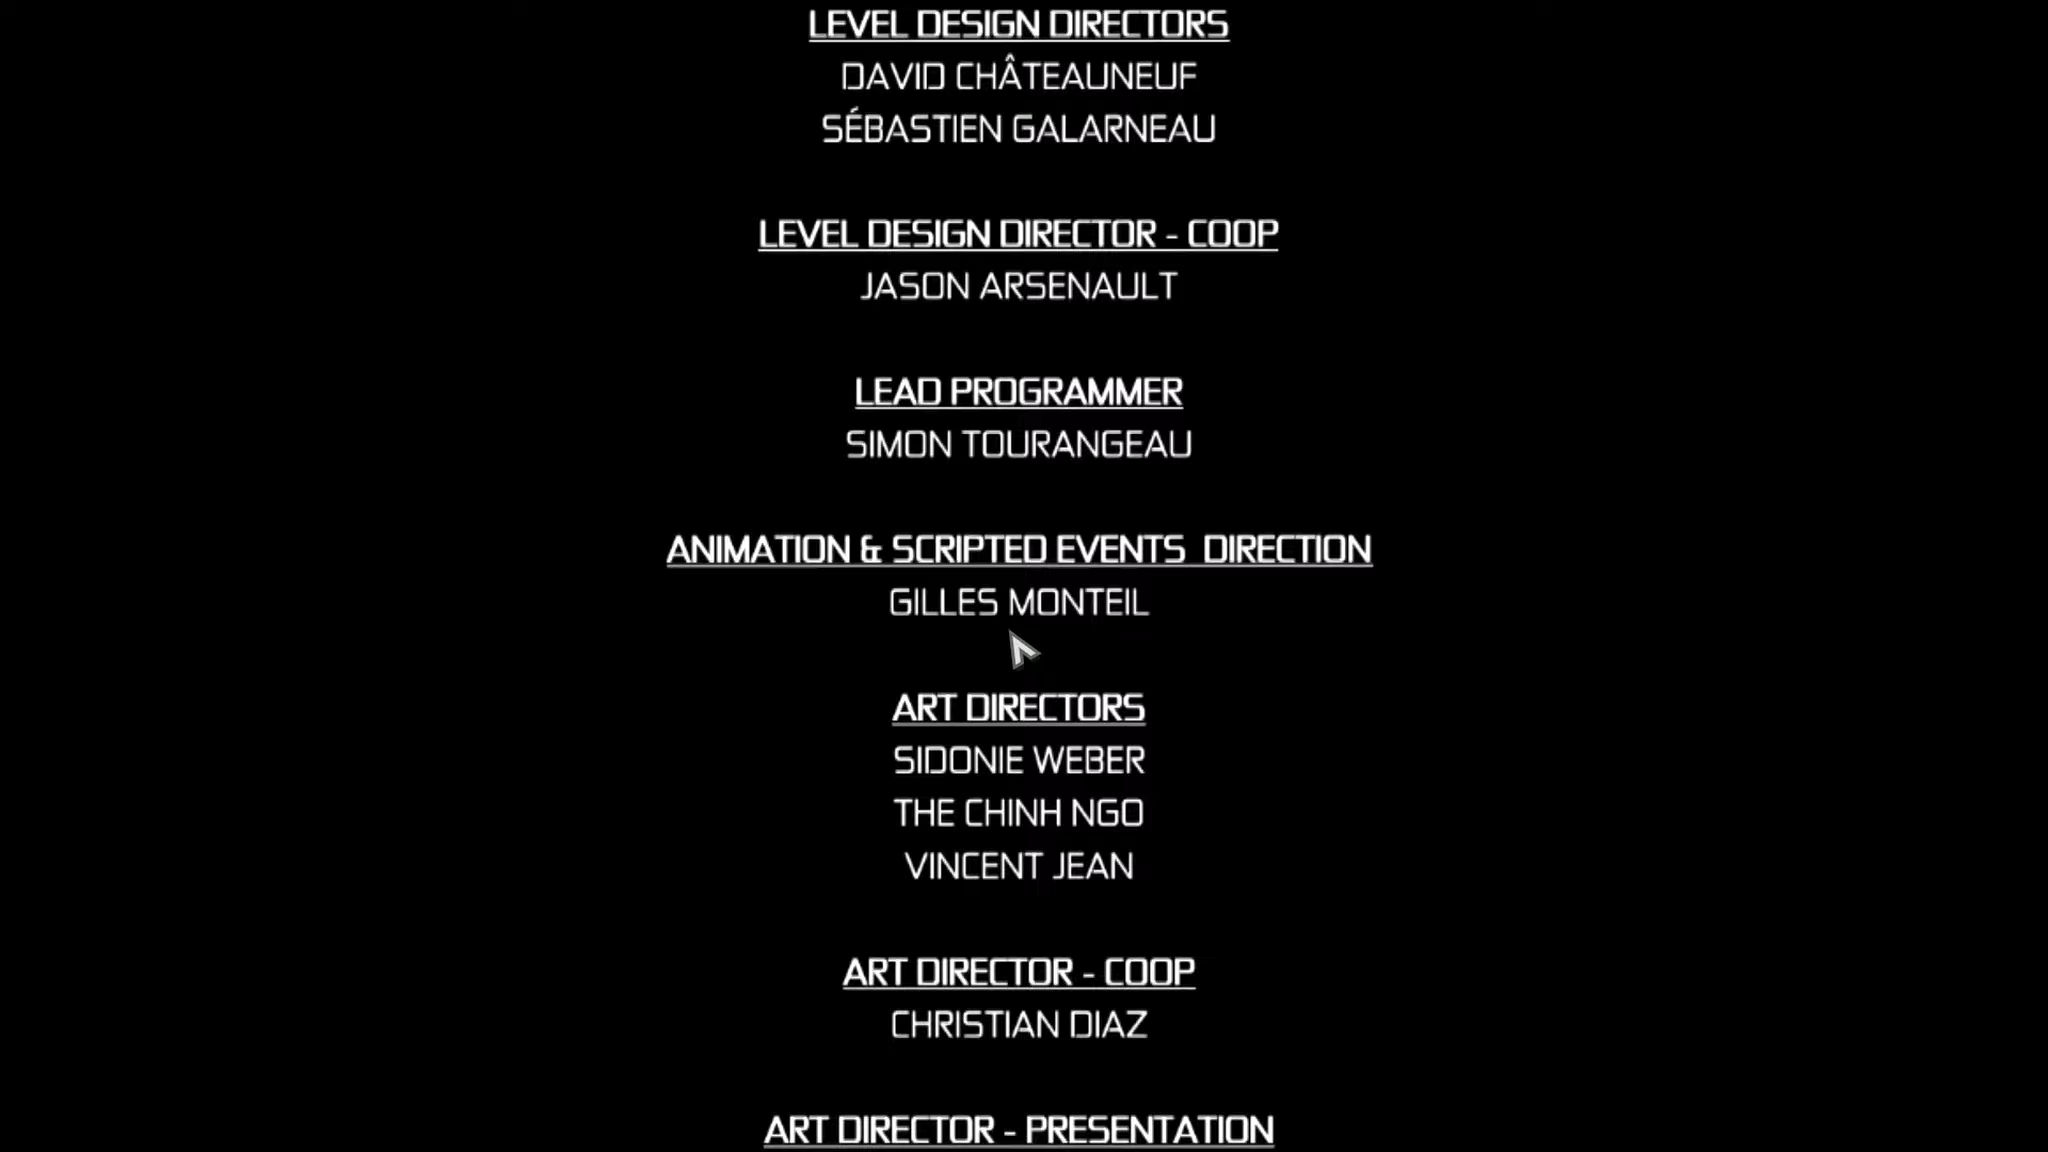 LEVEL DESIGN DIRECTORS
DAVID CHÂTEAUNEUF
SÉBASTIEN GALARNEAU
LEVEL DESIGN DIRECTOR - COOP
JASON ARSENAULT
LEAD PROGRAMMER
SIMON TOURANGEAU
ANIMATION & SCRIPTED EVENTS  DIRECTION
GILLES MONTEIL
ART DIRECTORS
SIDONIE WEBER
THE CHINH NGO
VINCENT JEAN
ART DIRECTOR - COOP
CHRISTIAN DIAZ
ART DIRECTOR - PRESENTATION